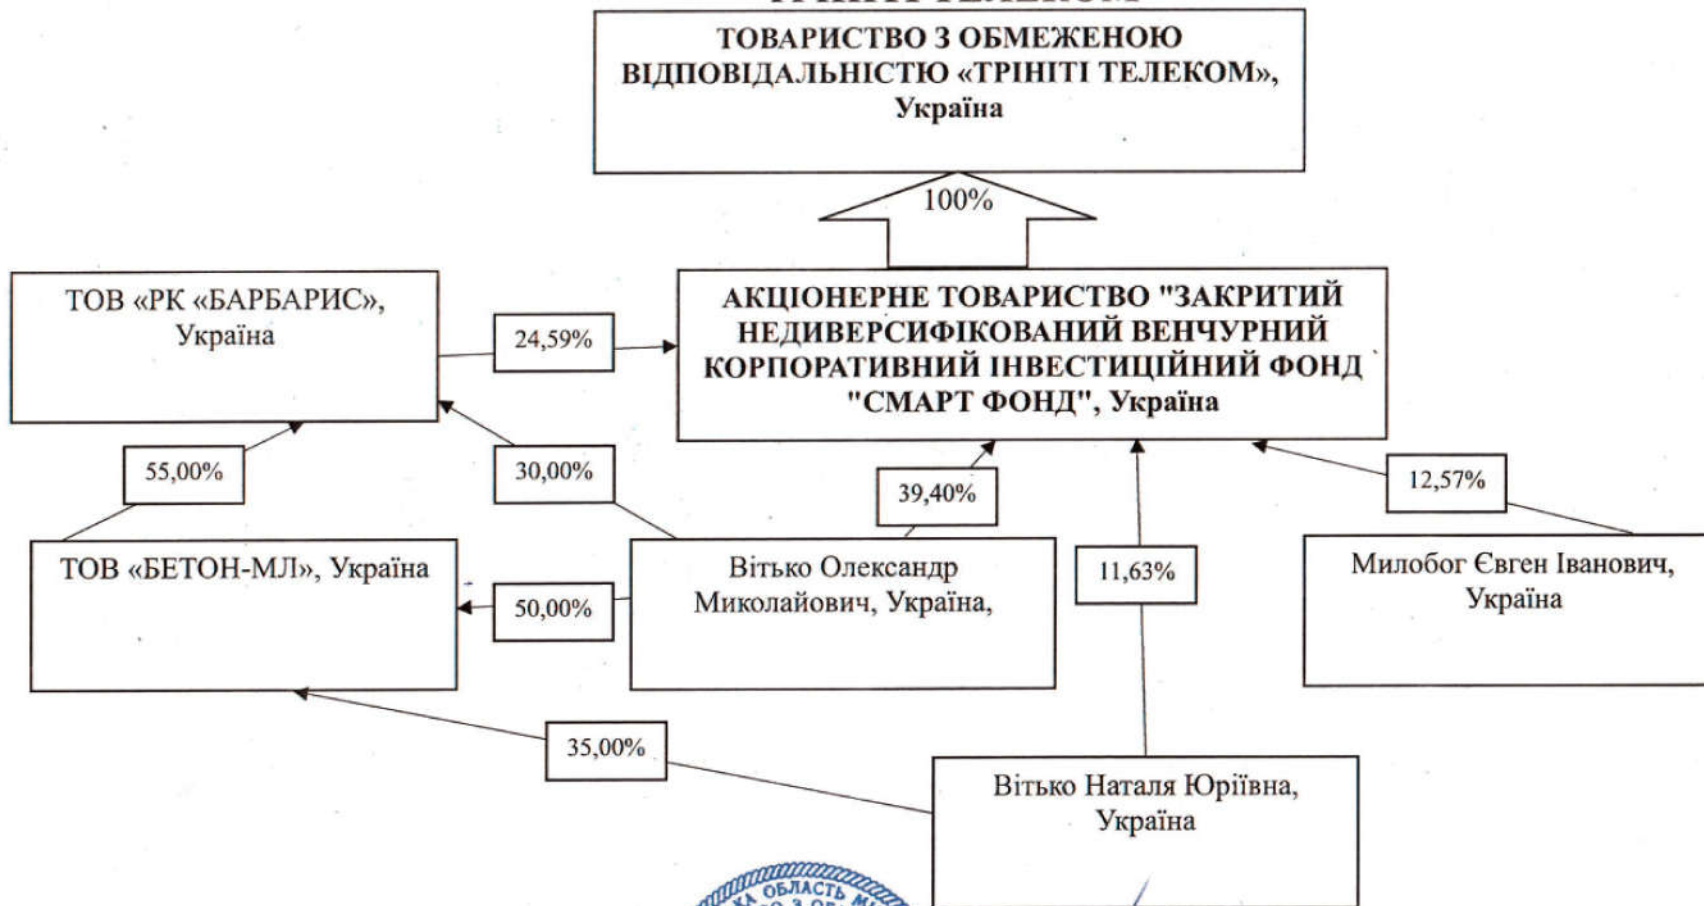 ТОВАРИСТВО З ОБМЕЖЕНОЮ
ВІДПОВІДАЛЬНІСТЮ «ТРІНІТІ ТЕЛЕКОМ»,
Україна
100%
ТОВ «РК «БАРБАРИС»,
Україна
24,59%
АКЦІОНЕРНЕ ТОВАРИСТВО "ЗАКРИТИЙ
НЕДИВЕРСИФІКОВАНИЙ ВЕНЧУРНИЙ
КОРПОРАТИВНИЙ ІНВЕСТИЦІЙНИЙ ФОНД
"СМАРТ ФОНД", Україна
55,00%
30,00%
39,40%
12,57%
ТОВ «БЕТОН-МЛ», Україна
50,00%
Вітько Олександр
Миколайович, Україна,
11,63%
Милобог Євген Іванович,
Україна
35,00%
Вітько Наталя Юріївна,
Україна
ОБЛАСТЬ